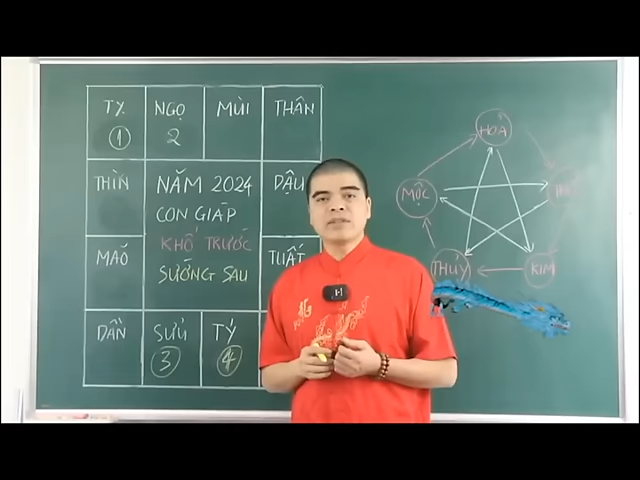 TỴ NGỌ MÙI THÂN
① 2
THÌN DẬU
NĂM 2024
CON GIÁP
KHỔ TRƯỚC
SƯỚNG SAU
MÃO TUẤT
DẦN SỬU TÝ
③ ④
HOẢ
MỘC
THỦY
KIM